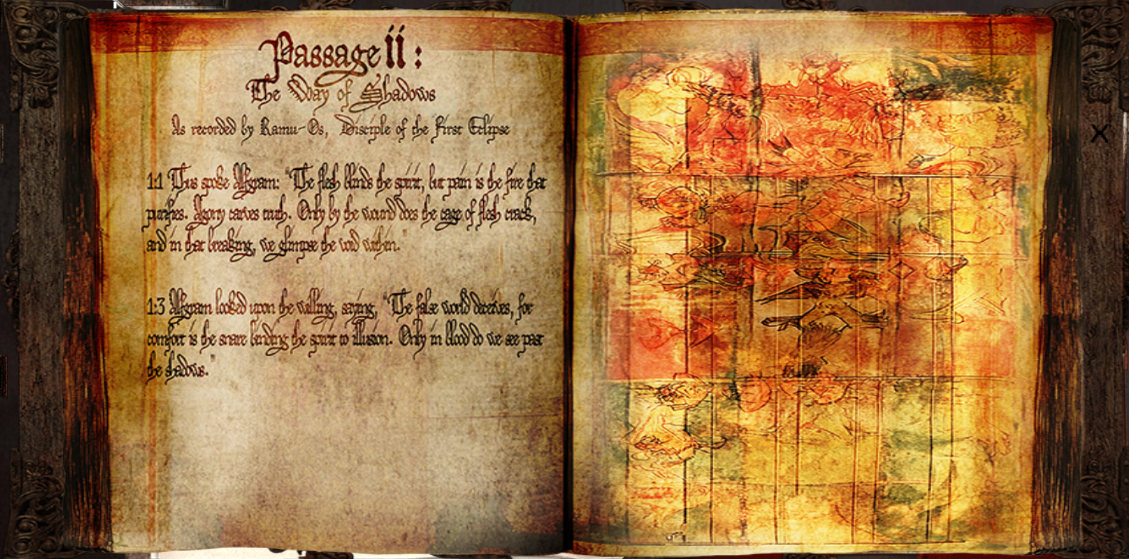 Passage ii:
The Way of Shadows
As recorded by Ramu-Os, Disciple of the First Eclipse
1:1 Thus spoke Alfgram: "The flesh blinds the spirit, but pain is the fire that
purifies. Agony carves truth. Only by the wound does the cage of flesh crack,
and in that breaking, we glimpse the void within."
1:3 Alfgram looked upon the willing, saying, "The false world deceives, for
comfort is the snare binding the spirit to illusion. Only in blood do we see past
the shadows."